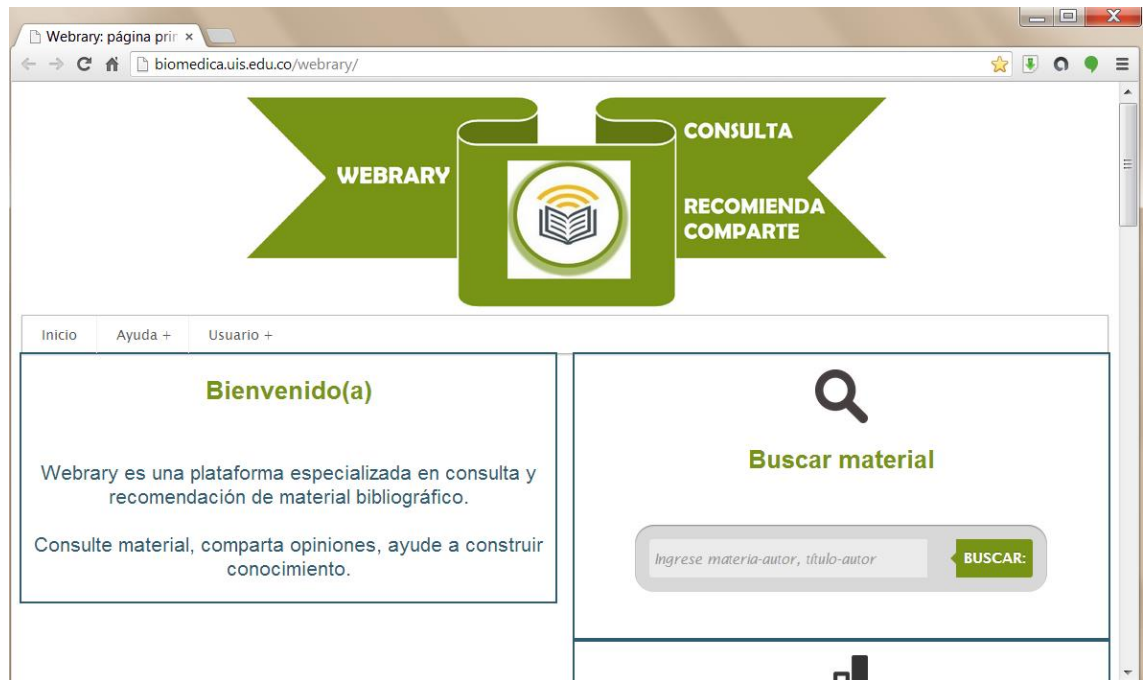 Webrary: página prin
biomedica.uis.edu.co/webrary/
WEBRARY
CONSULTA
RECOMIENDA
COMPARTE
Inicio Ayuda + Usuario +
Bienvenido(a)
Webrary es una plataforma especializada en consulta y
recomendación de material bibliográfico.
Consulte material, comparta opiniones, ayude a construir
conocimiento.
Buscar material
Ingrese materia-autor, título-autor BUSCAR: